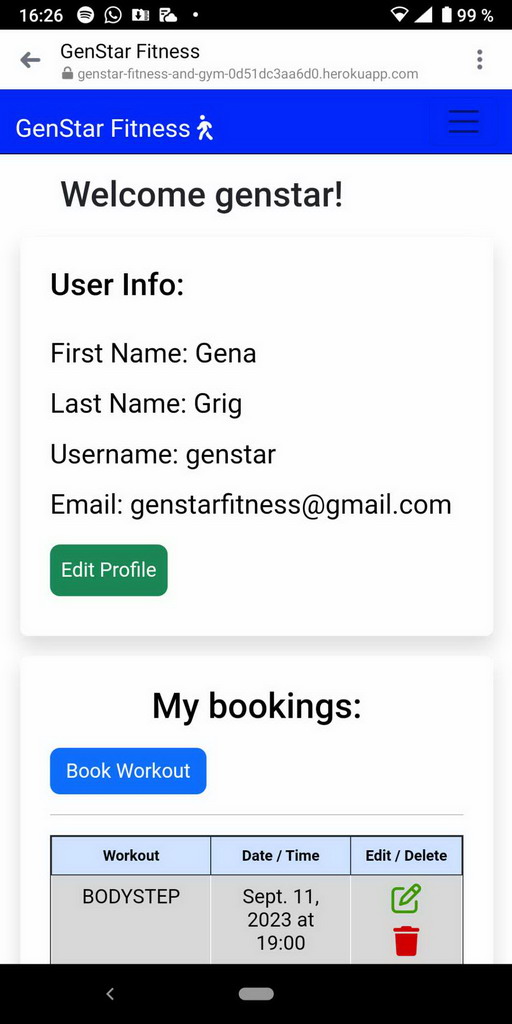 16:26
99 %
GenStar Fitness
genstar-fitness-and-gym-0d51dc3aa6d0.herokuapp.com
GenStar Fitness
Welcome genstar!
User Info:
First Name: Gena
Last Name: Grig
Username: genstar
Email: genstarfitness@gmail.com
Edit Profile
My bookings:
Book Workout
Workout Date / Time Edit / Delete
BODYSTEP Sept. 11,
2023 at
19:00